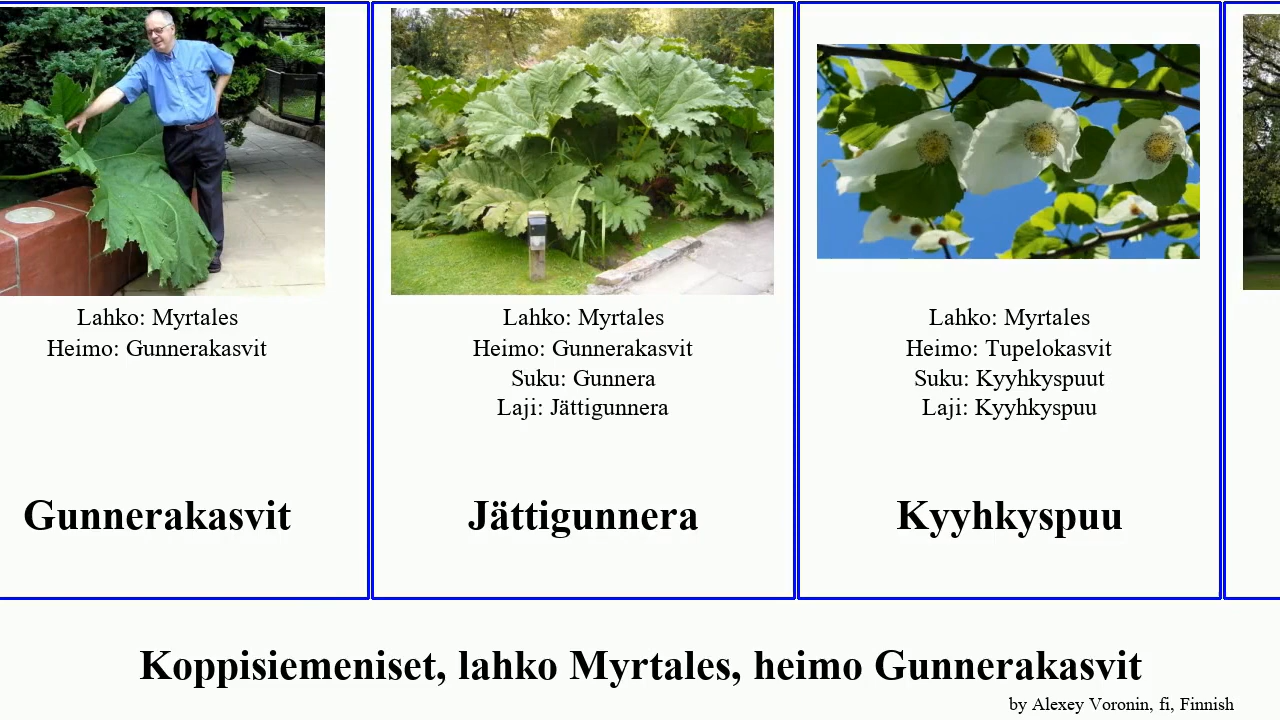 Lahko: Myrtales
Heimo: Gunnerakasvit
Gunnerakasvit
Lahko: Myrtales
Heimo: Gunnerakasvit
Suku: Gunnera
Laji: Jättigunnera
Jättigunnera
Lahko: Myrtales
Heimo: Tupelokasvit
Suku: Kyyhkyspuut
Laji: Kyyhkyspuu
Kyyhkyspuu
Koppisiemeniset, lahko Myrtales, heimo Gunnerakasvit
by Alexey Voronin, fi, Finnish